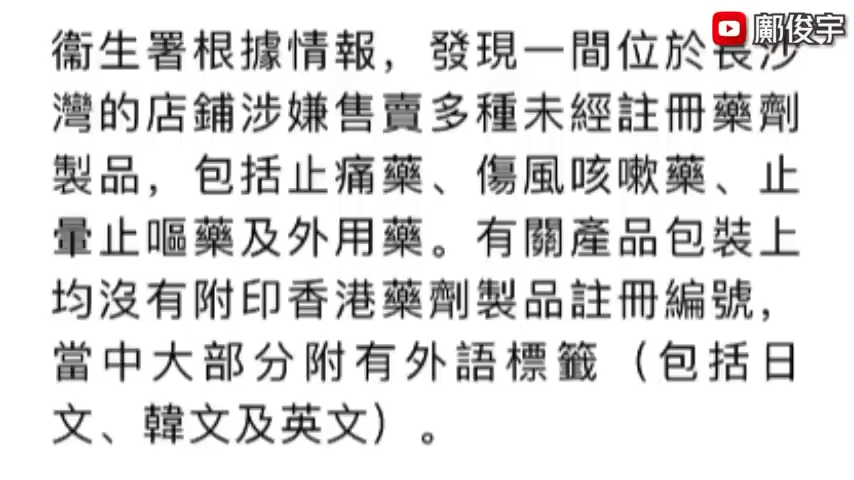 鄺俊宇
衞生署根據情報，發現一間位於長沙
灣的店鋪涉嫌售賣多種未經註冊藥劑
製品，包括止痛藥、傷風咳嗽藥、止
暈止嘔藥及外用藥。有關產品包裝上
均沒有附印香港藥劑製品註冊編號，
當中大部分附有外語標籤（包括日
文、韓文及英文）。